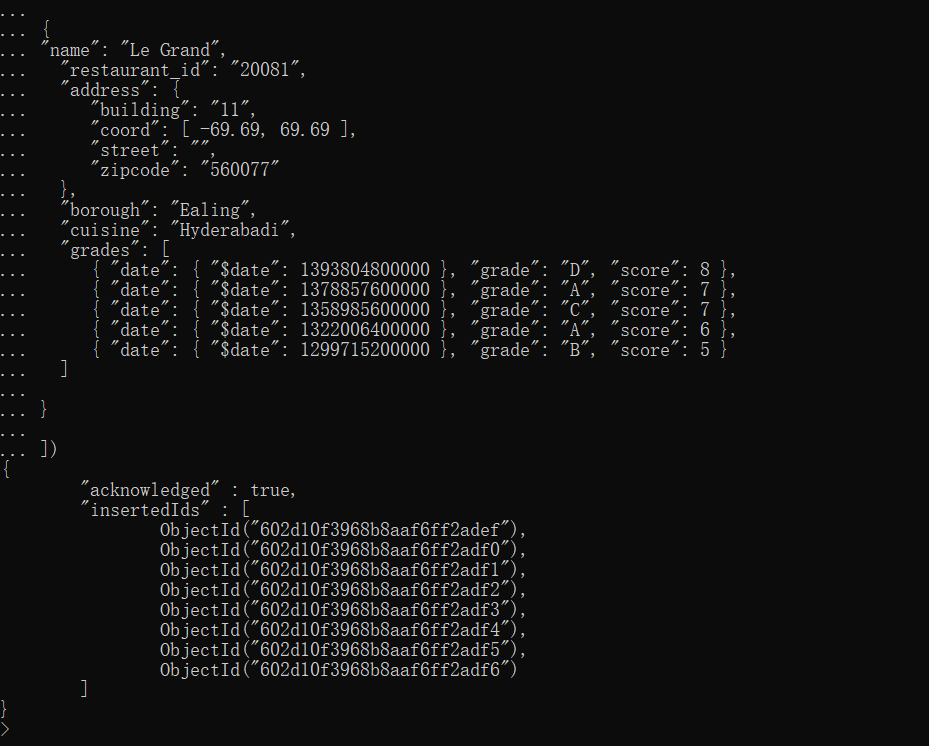 ...
... {
... "name": "Le Grand",
...    "restaurant_id": "20081",
...    "address": {
...       "building": "11",
...       "coord": [ -69.69, 69.69 ],
...       "street": "",
...       "zipcode": "560077"
...    },
...    "borough": "Ealing",
...    "cuisine": "Hyderabadi",
...    "grades": [
...       { "date": { "$date": 1393804800000 }, "grade": "D", "score": 8 },
...       { "date": { "$date": 1378857600000 }, "grade": "A", "score": 7 },
...       { "date": { "$date": 1358985600000 }, "grade": "C", "score": 7 },
...       { "date": { "$date": 1322006400000 }, "grade": "A", "score": 6 },
...       { "date": { "$date": 1299715200000 }, "grade": "B", "score": 5 }
...    ]
...
... }
...
... ])
{
        "acknowledged" : true,
        "insertedIds" : [
                ObjectId("602d10f3968b8aaf6ff2adef"),
                ObjectId("602d10f3968b8aaf6ff2adf0"),
                ObjectId("602d10f3968b8aaf6ff2adf1"),
                ObjectId("602d10f3968b8aaf6ff2adf2"),
                ObjectId("602d10f3968b8aaf6ff2adf3"),
                ObjectId("602d10f3968b8aaf6ff2adf4"),
                ObjectId("602d10f3968b8aaf6ff2adf5"),
                ObjectId("602d10f3968b8aaf6ff2adf6")
        ]
}
>